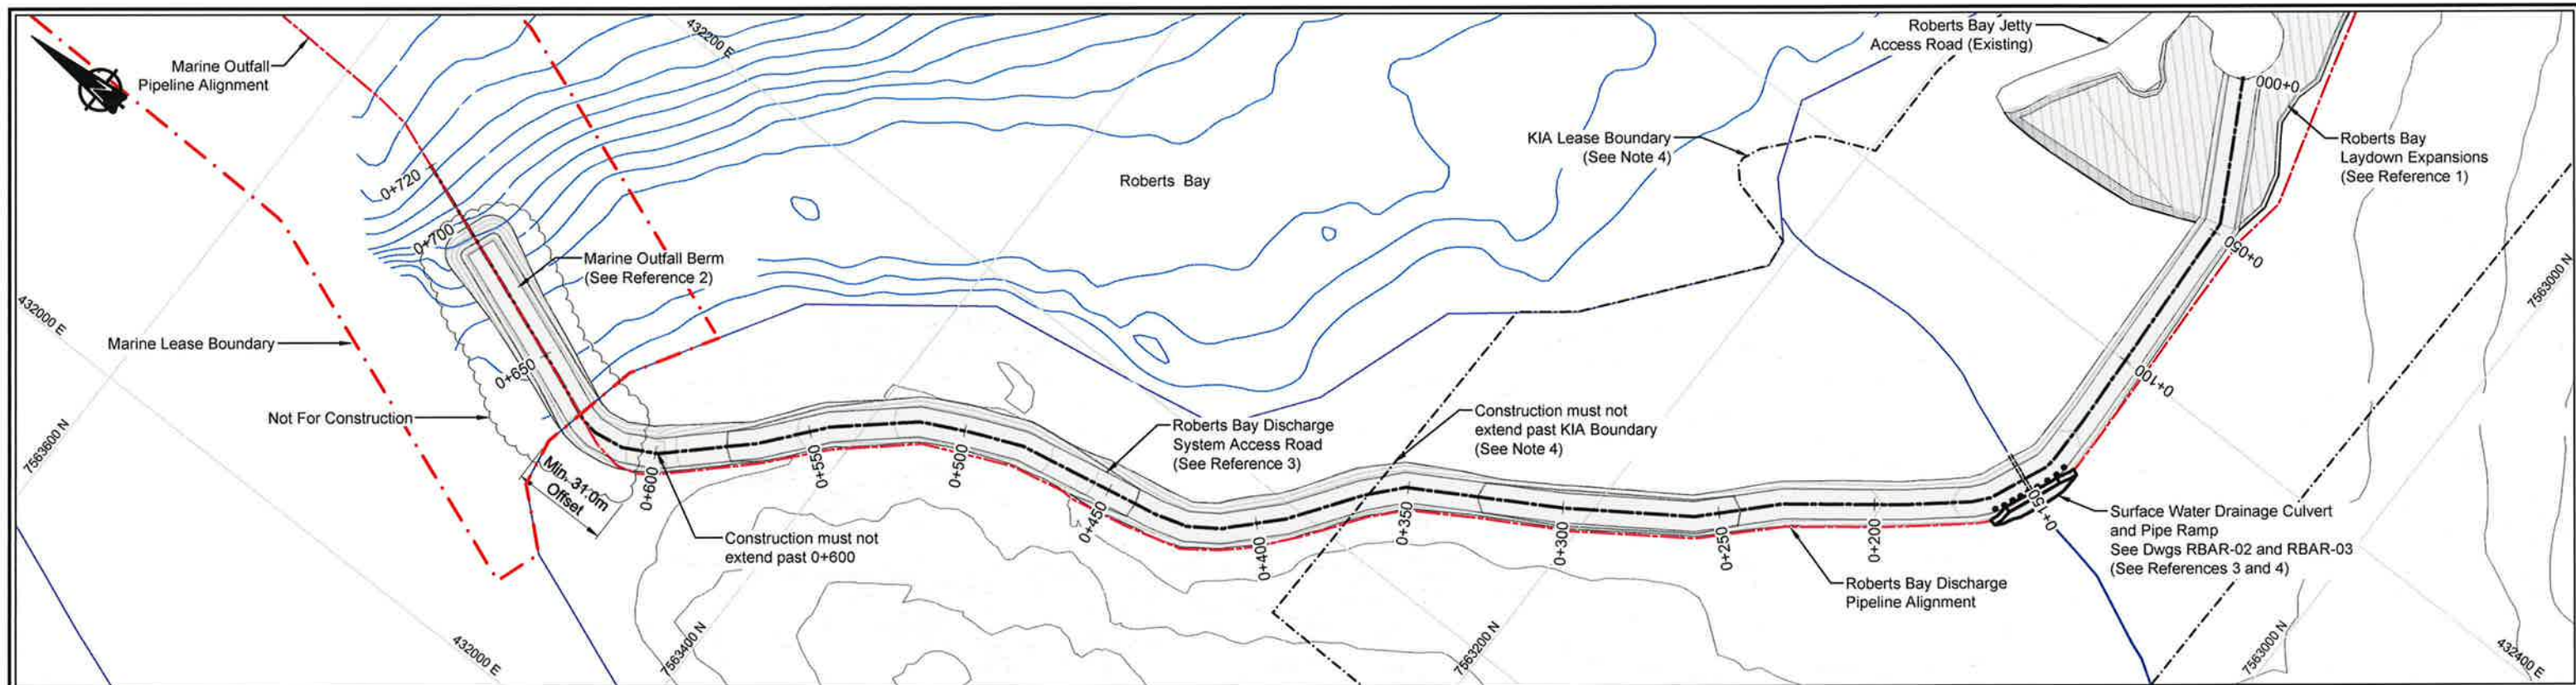 432200 E
Marine Outfall
Pipeline Alignment
Roberts Bay Jetty
Access Road (Existing)
0+000
KIA Lease Boundary
(See Note 4)
Roberts Bay
Laydown Expansions
(See Reference 1)
0+720
Roberts Bay
0+700
Marine Outfall Berm
(See Reference 2)
0+050
7563000 N
432000 E
Marine Lease Boundary
0+650
0+100
Not For Construction
Roberts Bay Discharge
System Access Road
(See Reference 3)
Construction must not
extend past KIA Boundary
(See Note 4)
7563600 N
Min. 31.0m
Offset
0+600
0+550
0+500
0+450
0+400
0+350
0+300
0+250
0+200
0+150
Construction must not
extend past 0+600
Surface Water Drainage Culvert
and Pipe Ramp
See Dwgs RBAR-02 and RBAR-03
(See References 3 and 4)
Roberts Bay Discharge
Pipeline Alignment
432000 E
7563400 N
7563200 N
7563000 N
432400 E